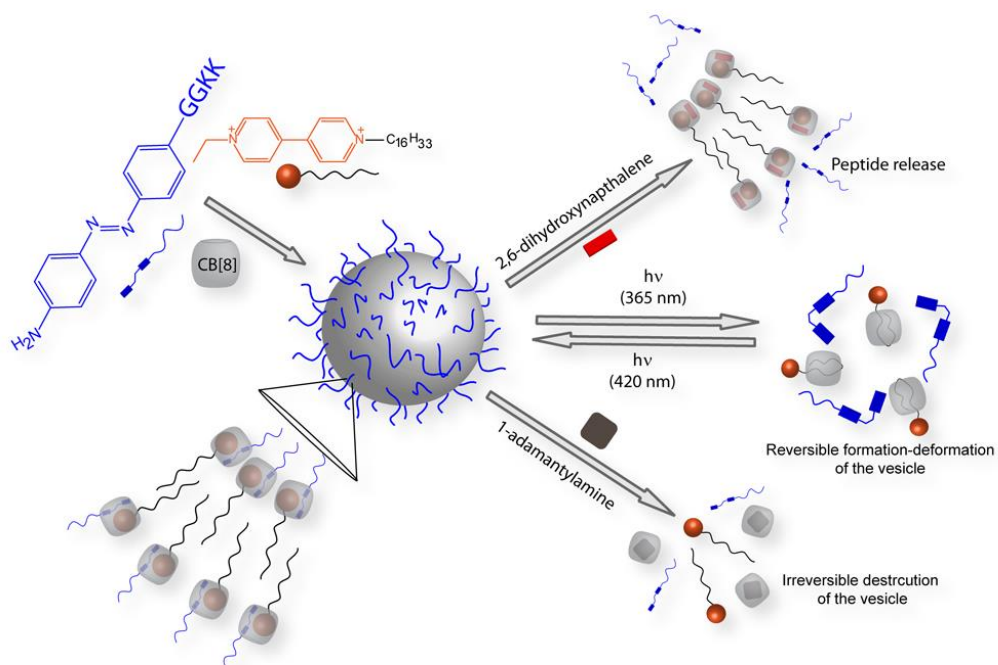 GGKK
N
N
H₂N
N⁺
N⁺
C₁₆H₃₃
CB[8]
2,6-dihydroxynapthalene
Peptide release
hν
(365 nm)
hν
(420 nm)
Reversible formation-deformation
of the vesicle
1-adamantylamine
Irreversible destrcution
of the vesicle